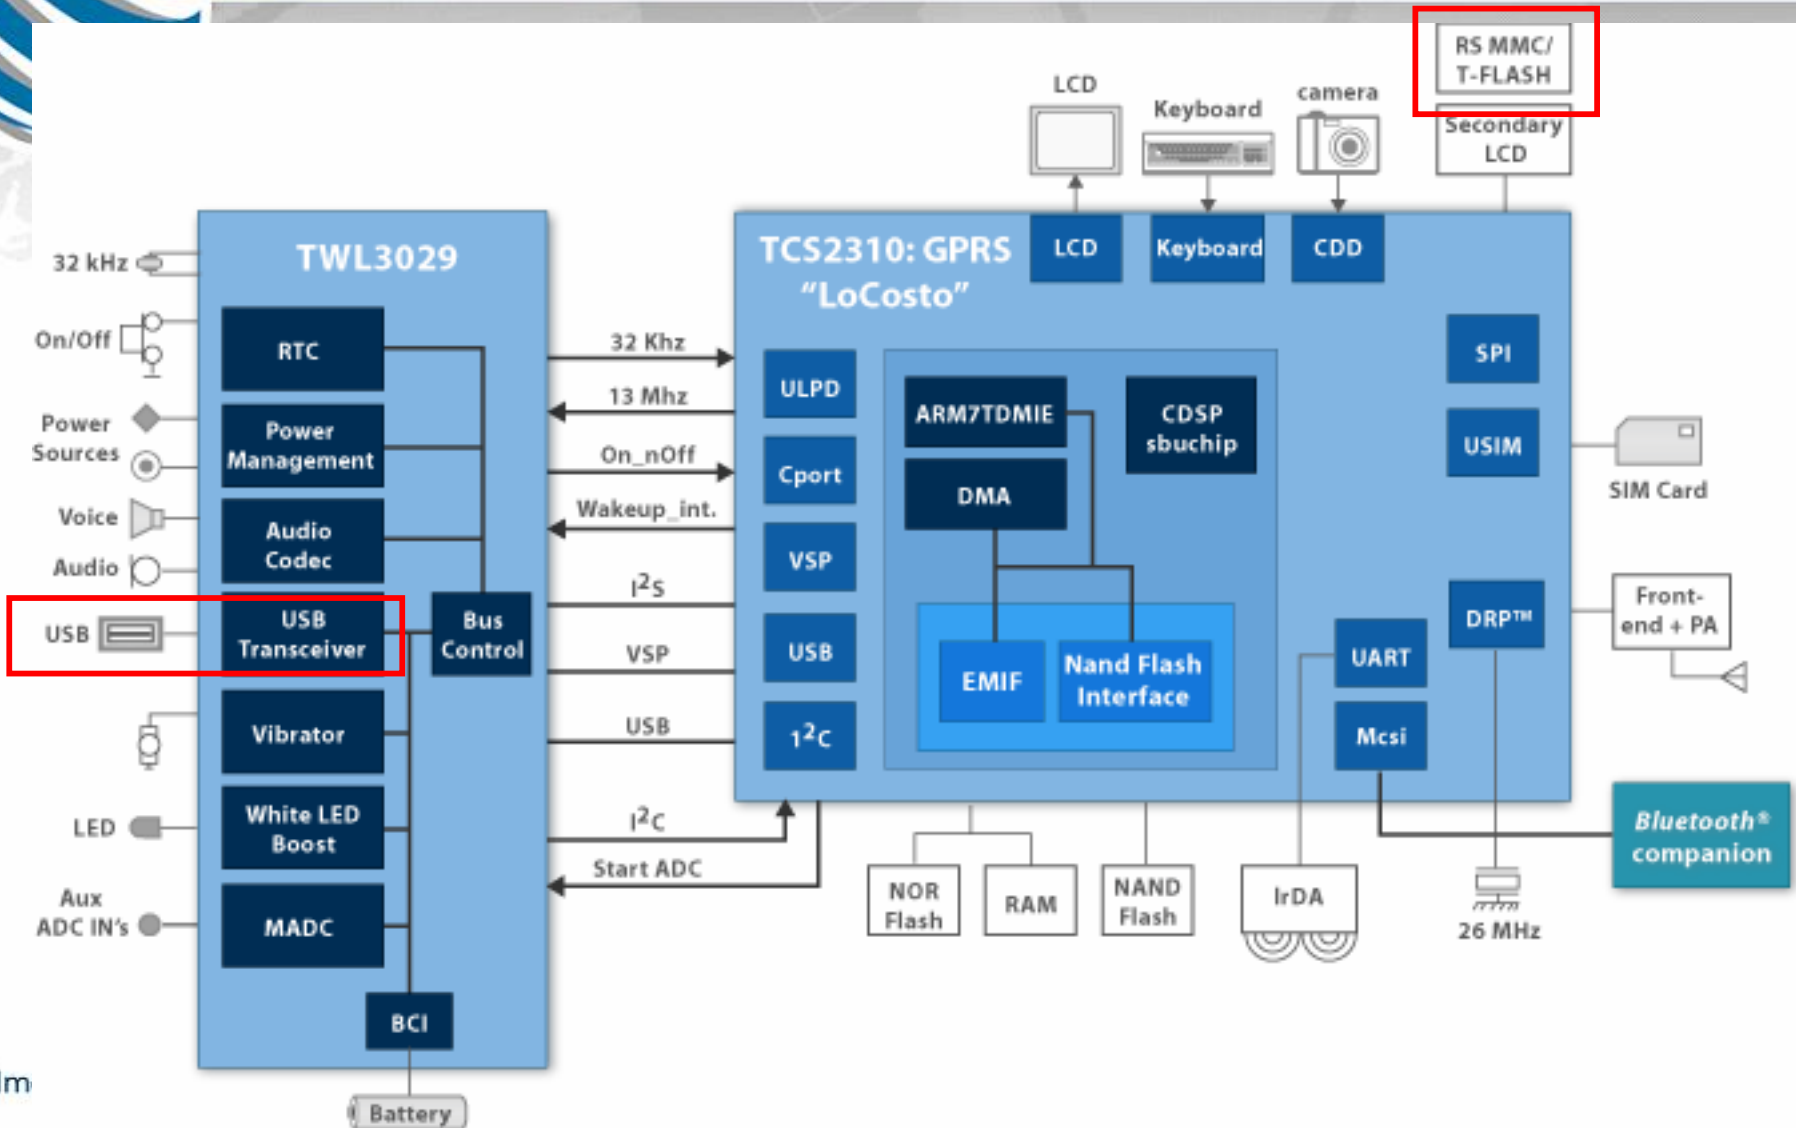 RS MMC/
T-FLASH
Secondary
LCD
LCD
Keyboard
camera
TWL3029
32 kHz
On/Off
Power
Sources
Voice
Audio
USB
LED
Aux
ADC IN's
RTC
Power
Management
Audio
Codec
USB
Transceiver
Bus
Control
Vibrator
White LED
Boost
MADC
BCI
Battery
32 Khz
13 Mhz
On_nOff
Wakeup_int.
I²S
VSP
USB
I²C
Start ADC
TCS2310: GPRS
“LoCosto”
LCD
Keyboard
CDD
ULPD
Cport
VSP
USB
1²C
ARM7TDMIE
DMA
CDSP
sbuchip
EMIF
Nand Flash
Interface
SPI
USIM
DRP™
UART
Mcsi
SIM Card
Front-
end + PA
Bluetooth®
companion
NOR
Flash
RAM
NAND
Flash
IrDA
26 MHz